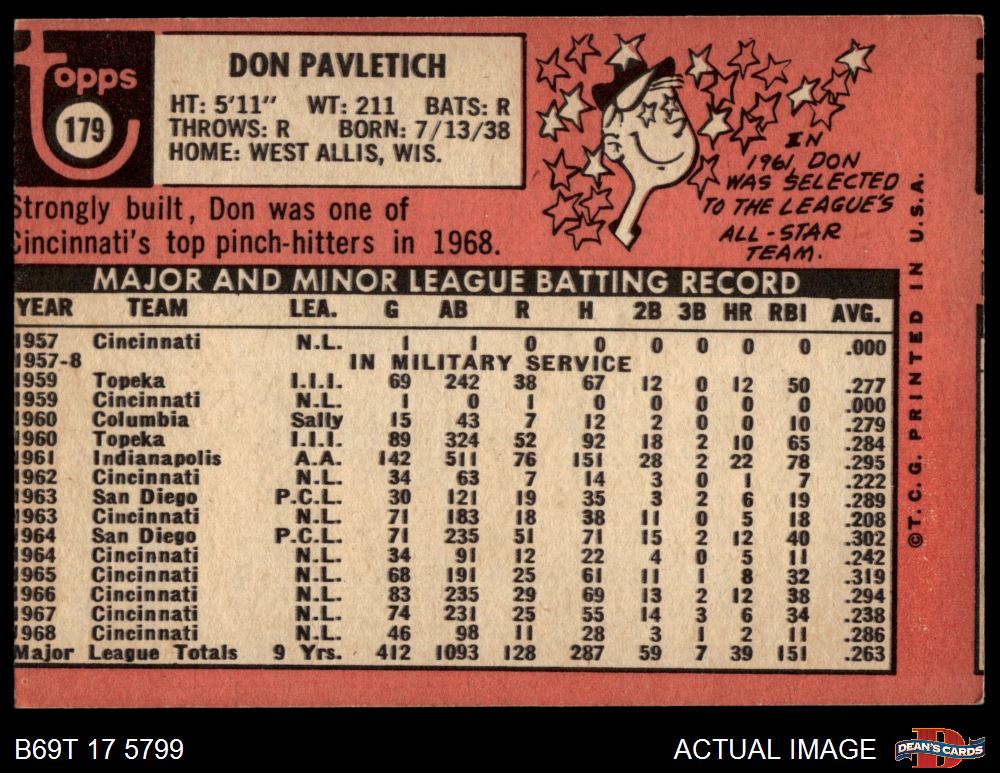 Topps
179
DON PAVLETICH
HT: 5'11" WT: 211 BATS: R
THROWS: R BORN: 7/13/38
HOME: WEST ALLIS, WIS.
IN
1961, DON
WAS SELECTED
TO THE LEAGUE'S
ALL-STAR
TEAM.
Strongly built, Don was one of
Cincinnati's top pinch-hitters in 1968.
MAJOR AND MINOR LEAGUE BATTING RECORD
YEAR TEAM LEA. G AB R H 2B 3B HR RBI AVG.
1957 Cincinnati N.L. 1 1 0 0 0 0 0 0 .000
1957-8 IN MILITARY SERVICE
1959 Topeka I.I.I. 69 242 38 67 12 0 12 50 .277
1959 Cincinnati N.L. 1 0 1 0 0 0 0 0 .000
1960 Columbia Sally 15 43 7 12 2 0 0 10 .279
1960 Topeka I.I.I. 89 324 52 92 18 2 10 65 .284
1961 Indianapolis A.A. 142 511 76 151 28 2 22 78 .295
1962 Cincinnati N.L. 34 63 7 14 3 0 1 7 .222
1963 San Diego P.C.L. 30 121 19 35 3 2 6 19 .289
1963 Cincinnati N.L. 71 183 18 38 11 0 5 18 .208
1964 San Diego P.C.L. 71 235 51 71 15 2 12 40 .302
1964 Cincinnati N.L. 34 91 12 22 4 0 5 11 .242
1965 Cincinnati N.L. 68 191 25 61 11 1 8 32 .319
1966 Cincinnati N.L. 83 235 29 69 13 2 12 38 .294
1967 Cincinnati N.L. 74 231 25 55 14 3 6 34 .238
1968 Cincinnati N.L. 46 98 11 28 3 1 2 11 .286
Major League Totals 9 Yrs. 412 1093 128 287 59 7 39 151 .263
©T.C.G. PRINTED IN U.S.A.
B69T 17 5799
ACTUAL IMAGE
D
DEAN'S CARDS